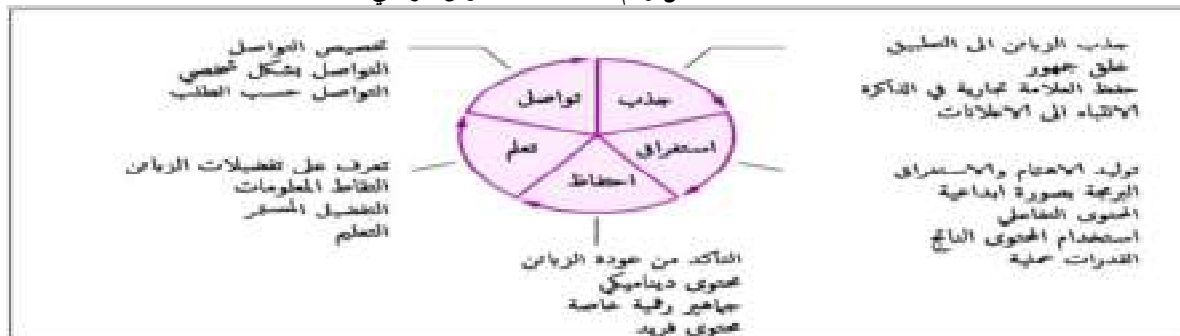 جذب الزبائن الى التطبيق
خلق جمهور
حفظ العلامة تجارية في الذاكرة
الانتباه الى الاعلانات
تخصيص التواصل
التواصل بشكل شخصي
التواصل حسب الطلب
جذب
تواصل
استغراق
تعلم
احتفاظ
توليد الاهتمام والاستغراق
البرمجة بصورة ابداعية
المحتوى التفاعلي
استخدام المحتوى الناتج
القدرات عملية
تعرف على تفضيلات الزبائن
التقاط المعلومات
التفضيل المستمر
التعليم
التأكد من عودة الزبائن
محتوى ديناميكي
جماهير رقمية خاصة
محتوى فريد